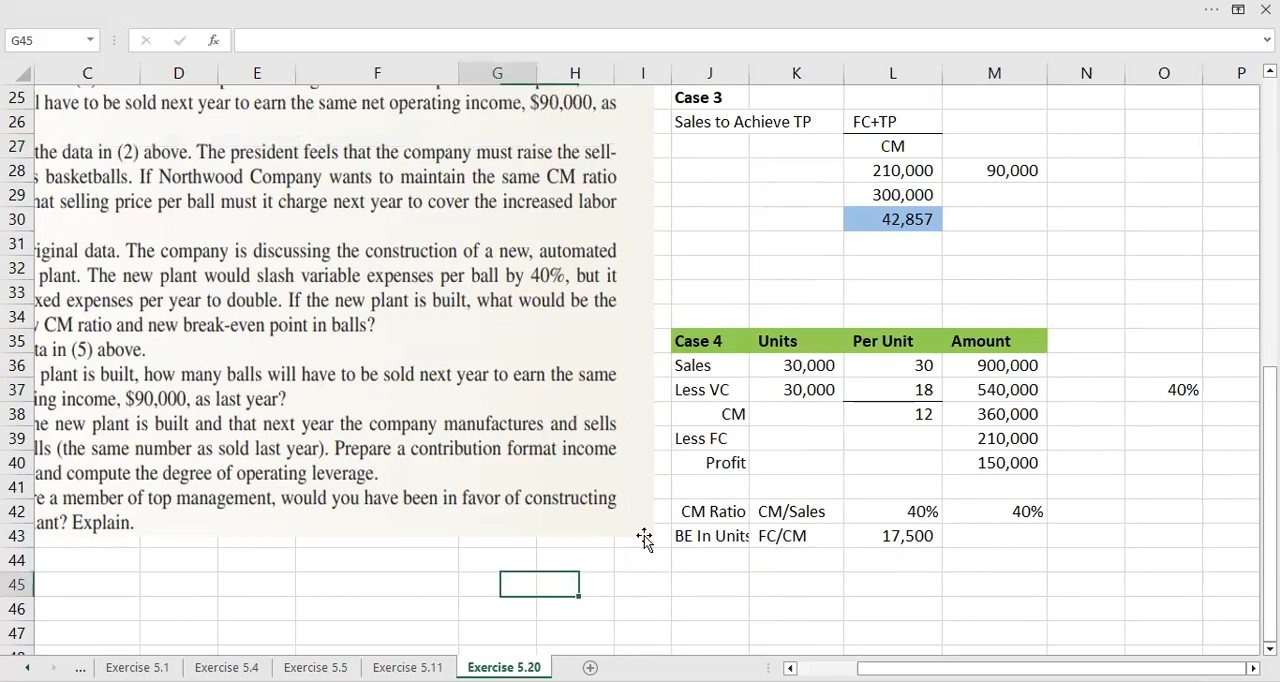 G45
fx
C D E F G H I J K L M N O P
25 l have to be sold next year to earn the same net operating income, $90,000, as Case 3
26 Sales to Achieve TP FC+TP
27 the data in (2) above. The president feels that the company must raise the sell- CM
28 s basketballs. If Northwood Company wants to maintain the same CM ratio 210,000 90,000
29 hat selling price per ball must it charge next year to cover the increased labor 300,000
30 42,857
31 riginal data. The company is discussing the construction of a new, automated
32 plant. The new plant would slash variable expenses per ball by 40%, but it
33 xed expenses per year to double. If the new plant is built, what would be the
34 CM ratio and new break-even point in balls?
35 ta in (5) above. Case 4 Units Per Unit Amount
36 plant is built, how many balls will have to be sold next year to earn the same Sales 30,000 30 900,000
37 ing income, $90,000, as last year? Less VC 30,000 18 540,000 40%
38 he new plant is built and that next year the company manufactures and sells CM 12 360,000
39 lls (the same number as sold last year). Prepare a contribution format income Less FC 210,000
40 and compute the degree of operating leverage. Profit 150,000
41 re a member of top management, would you have been in favor of constructing
42 ant? Explain. CM Ratio CM/Sales 40% 40%
43 BE In Units FC/CM 17,500
44
45
46
47
... Exercise 5.1 Exercise 5.4 Exercise 5.5 Exercise 5.11 Exercise 5.20